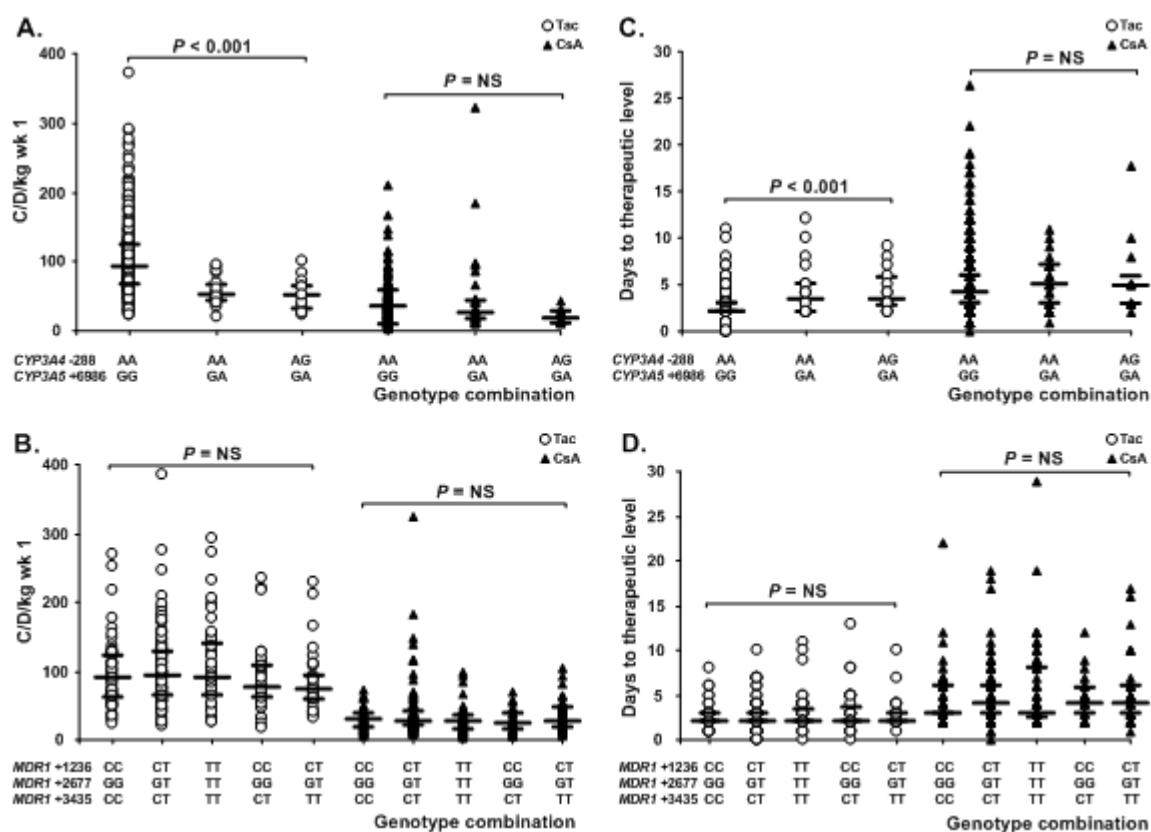 A.
○ Tac
▲ CsA
P < 0.001
P = NS
C/D/kg wk 1
400
300
200
100
0
CYP3A4 -288 AA AA AG AA AA AG
CYP3A5 +6986 GG GA GA GG GA GA
Genotype combination
C.
○ Tac
▲ CsA
P = NS
P < 0.001
Days to therapeutic level
30
25
20
15
10
5
0
CYP3A4 -288 AA AA AG AA AA AG
CYP3A5 +6986 GG GA GA GG GA GA
Genotype combination
B.
○ Tac
▲ CsA
P = NS
P = NS
C/D/kg wk 1
400
300
200
100
0
MDR1 +1236 CC CT TT CC CT CC CT TT CC CT
MDR1 +2677 GG GT TT GG GT GG GT TT GG GT
MDR1 +3435 CC CT TT CT TT CC CT TT CT TT
Genotype combination
D.
○ Tac
▲ CsA
P = NS
P = NS
Days to therapeutic level
30
25
20
15
10
5
0
MDR1 +1236 CC CT TT CC CT CC CT TT CC CT
MDR1 +2677 GG GT TT GG GT GG GT TT GG GT
MDR1 +3435 CC CT TT CT TT CC CT TT CT TT
Genotype combination